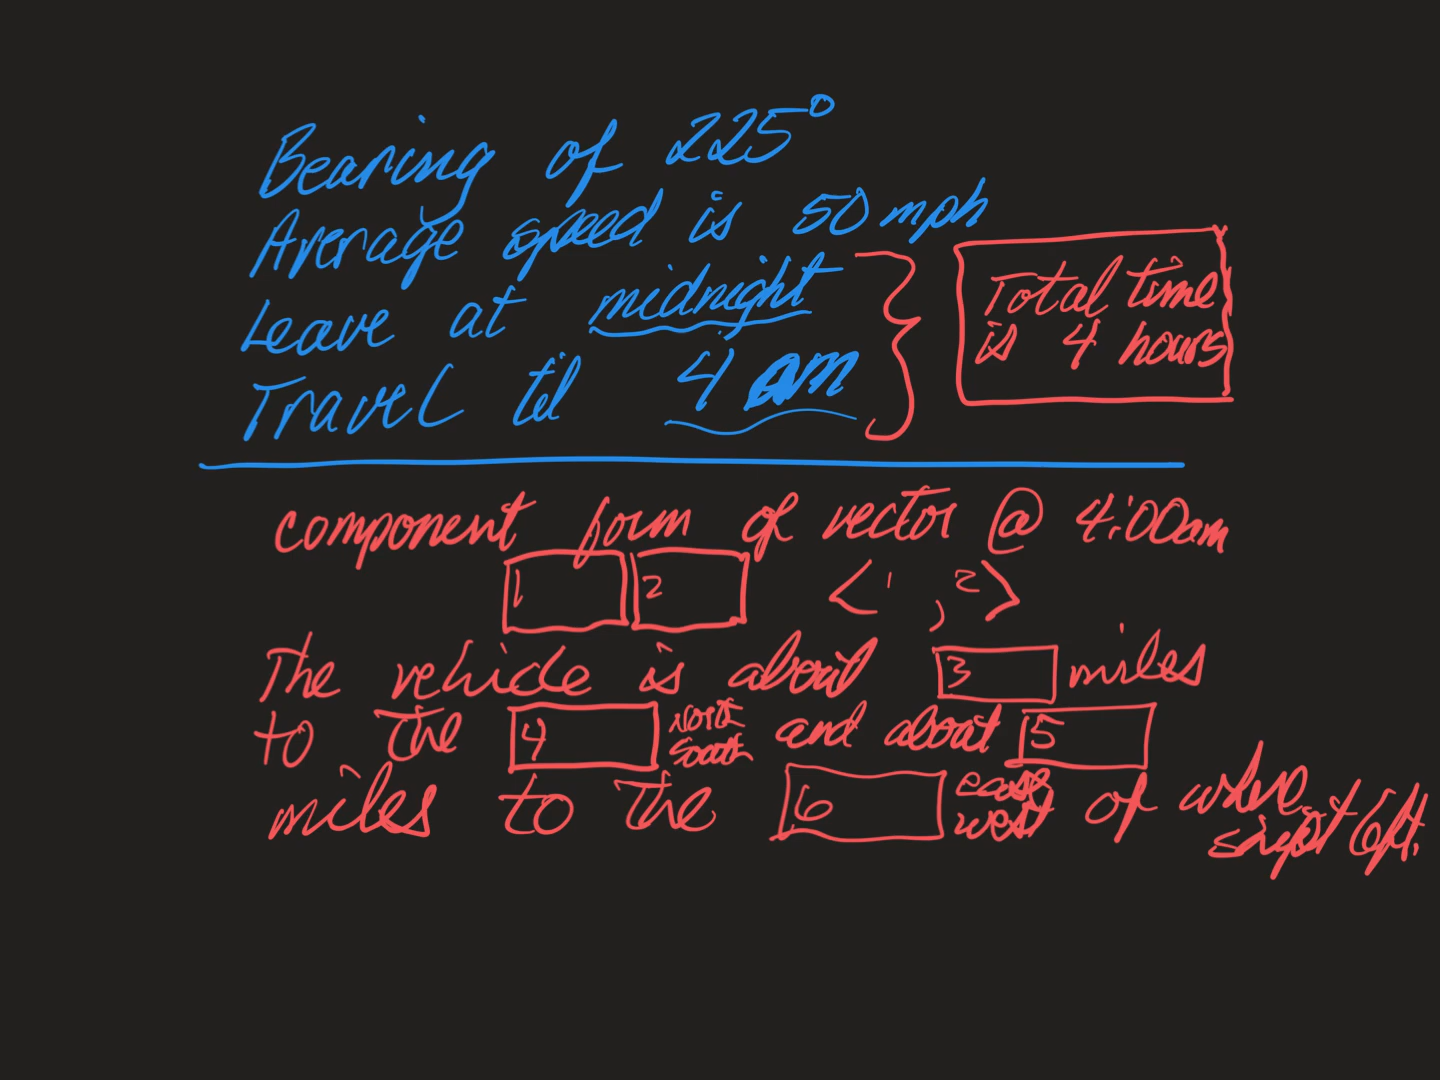 Bearing of 225°
Average speed is 50 mph
Leave at midnight
Travel til 4 am
Total time
is 4 hours
component form of vector @ 4:00am
1 2 < 1 , 2 >
The vehicle is about 3 miles
to the 4 North South and about 5
miles to the 6 east west of where
left.